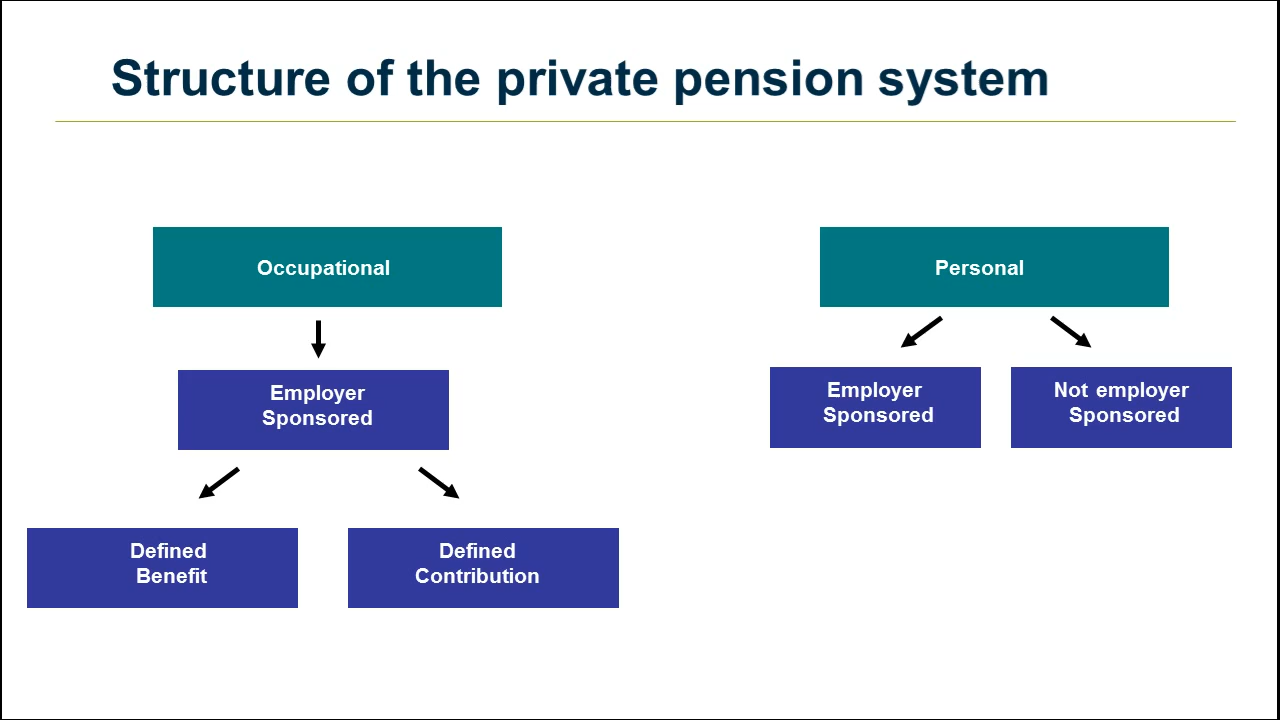 Structure of the private pension system
Occupational
Personal
Employer
Sponsored
Employer
Sponsored
Not employer
Sponsored
Defined
Benefit
Defined
Contribution